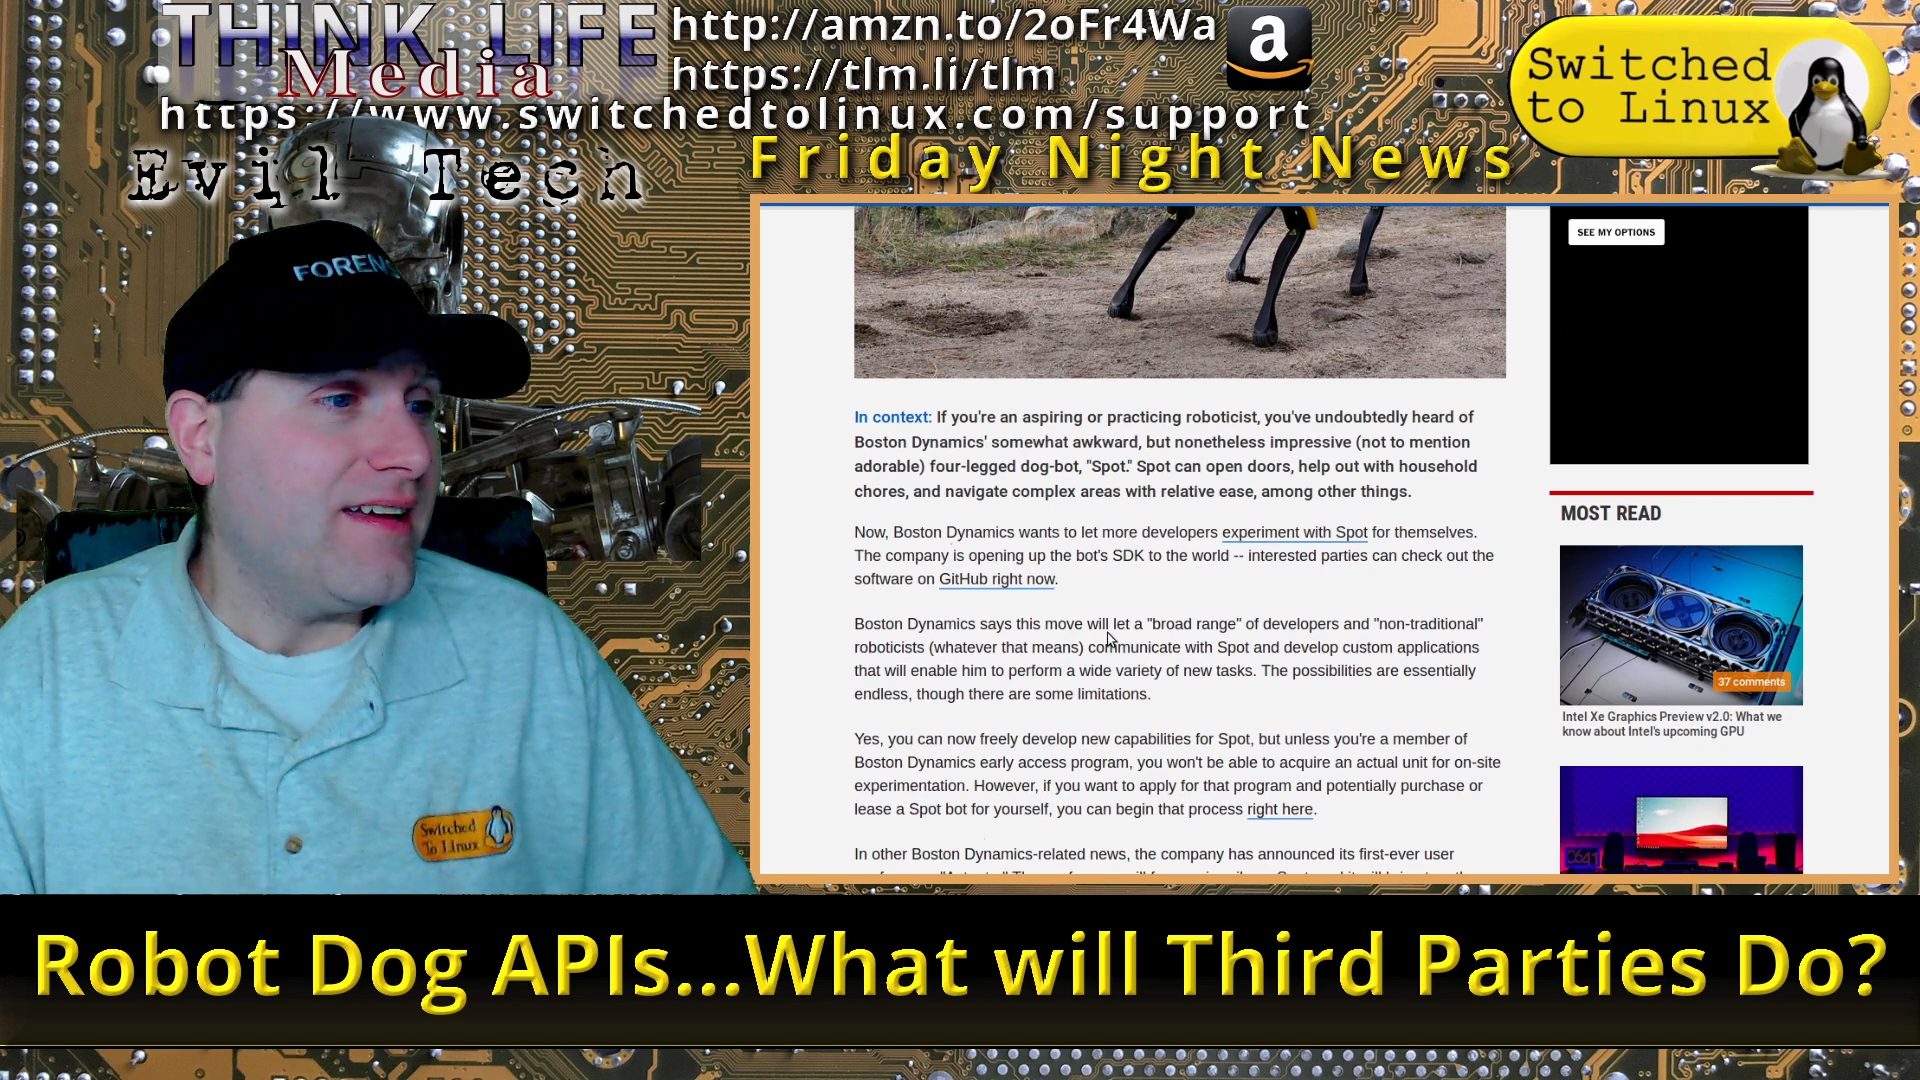 THINK LIFE
Media
http://amzn.to/2oFr4Wa
https://tlm.li/tlm
https://www.switchedtolinux.com/support
a
Switched
to Linux
Evil Tech
Friday Night News
SEE MY OPTIONS
In context: If you're an aspiring or practicing roboticist, you've undoubtedly heard of
Boston Dynamics' somewhat awkward, but nonetheless impressive (not to mention
adorable) four-legged dog-bot, "Spot." Spot can open doors, help out with household
chores, and navigate complex areas with relative ease, among other things.
Now, Boston Dynamics wants to let more developers experiment with Spot for themselves.
The company is opening up the bot's SDK to the world -- interested parties can check out the
software on GitHub right now.
Boston Dynamics says this move will let a "broad range" of developers and "non-traditional"
roboticists (whatever that means) communicate with Spot and develop custom applications
that will enable him to perform a wide variety of new tasks. The possibilities are essentially
endless, though there are some limitations.
Yes, you can now freely develop new capabilities for Spot, but unless you're a member of
Boston Dynamics early access program, you won't be able to acquire an actual unit for on-site
experimentation. However, if you want to apply for that program and potentially purchase or
lease a Spot bot for yourself, you can begin that process right here.
In other Boston Dynamics-related news, the company has announced its first-ever user
MOST READ
37 comments
Intel Xe Graphics Preview v2.0: What we
know about Intel's upcoming GPU
Switched
To Linux
Robot Dog APIs...What will Third Parties Do?